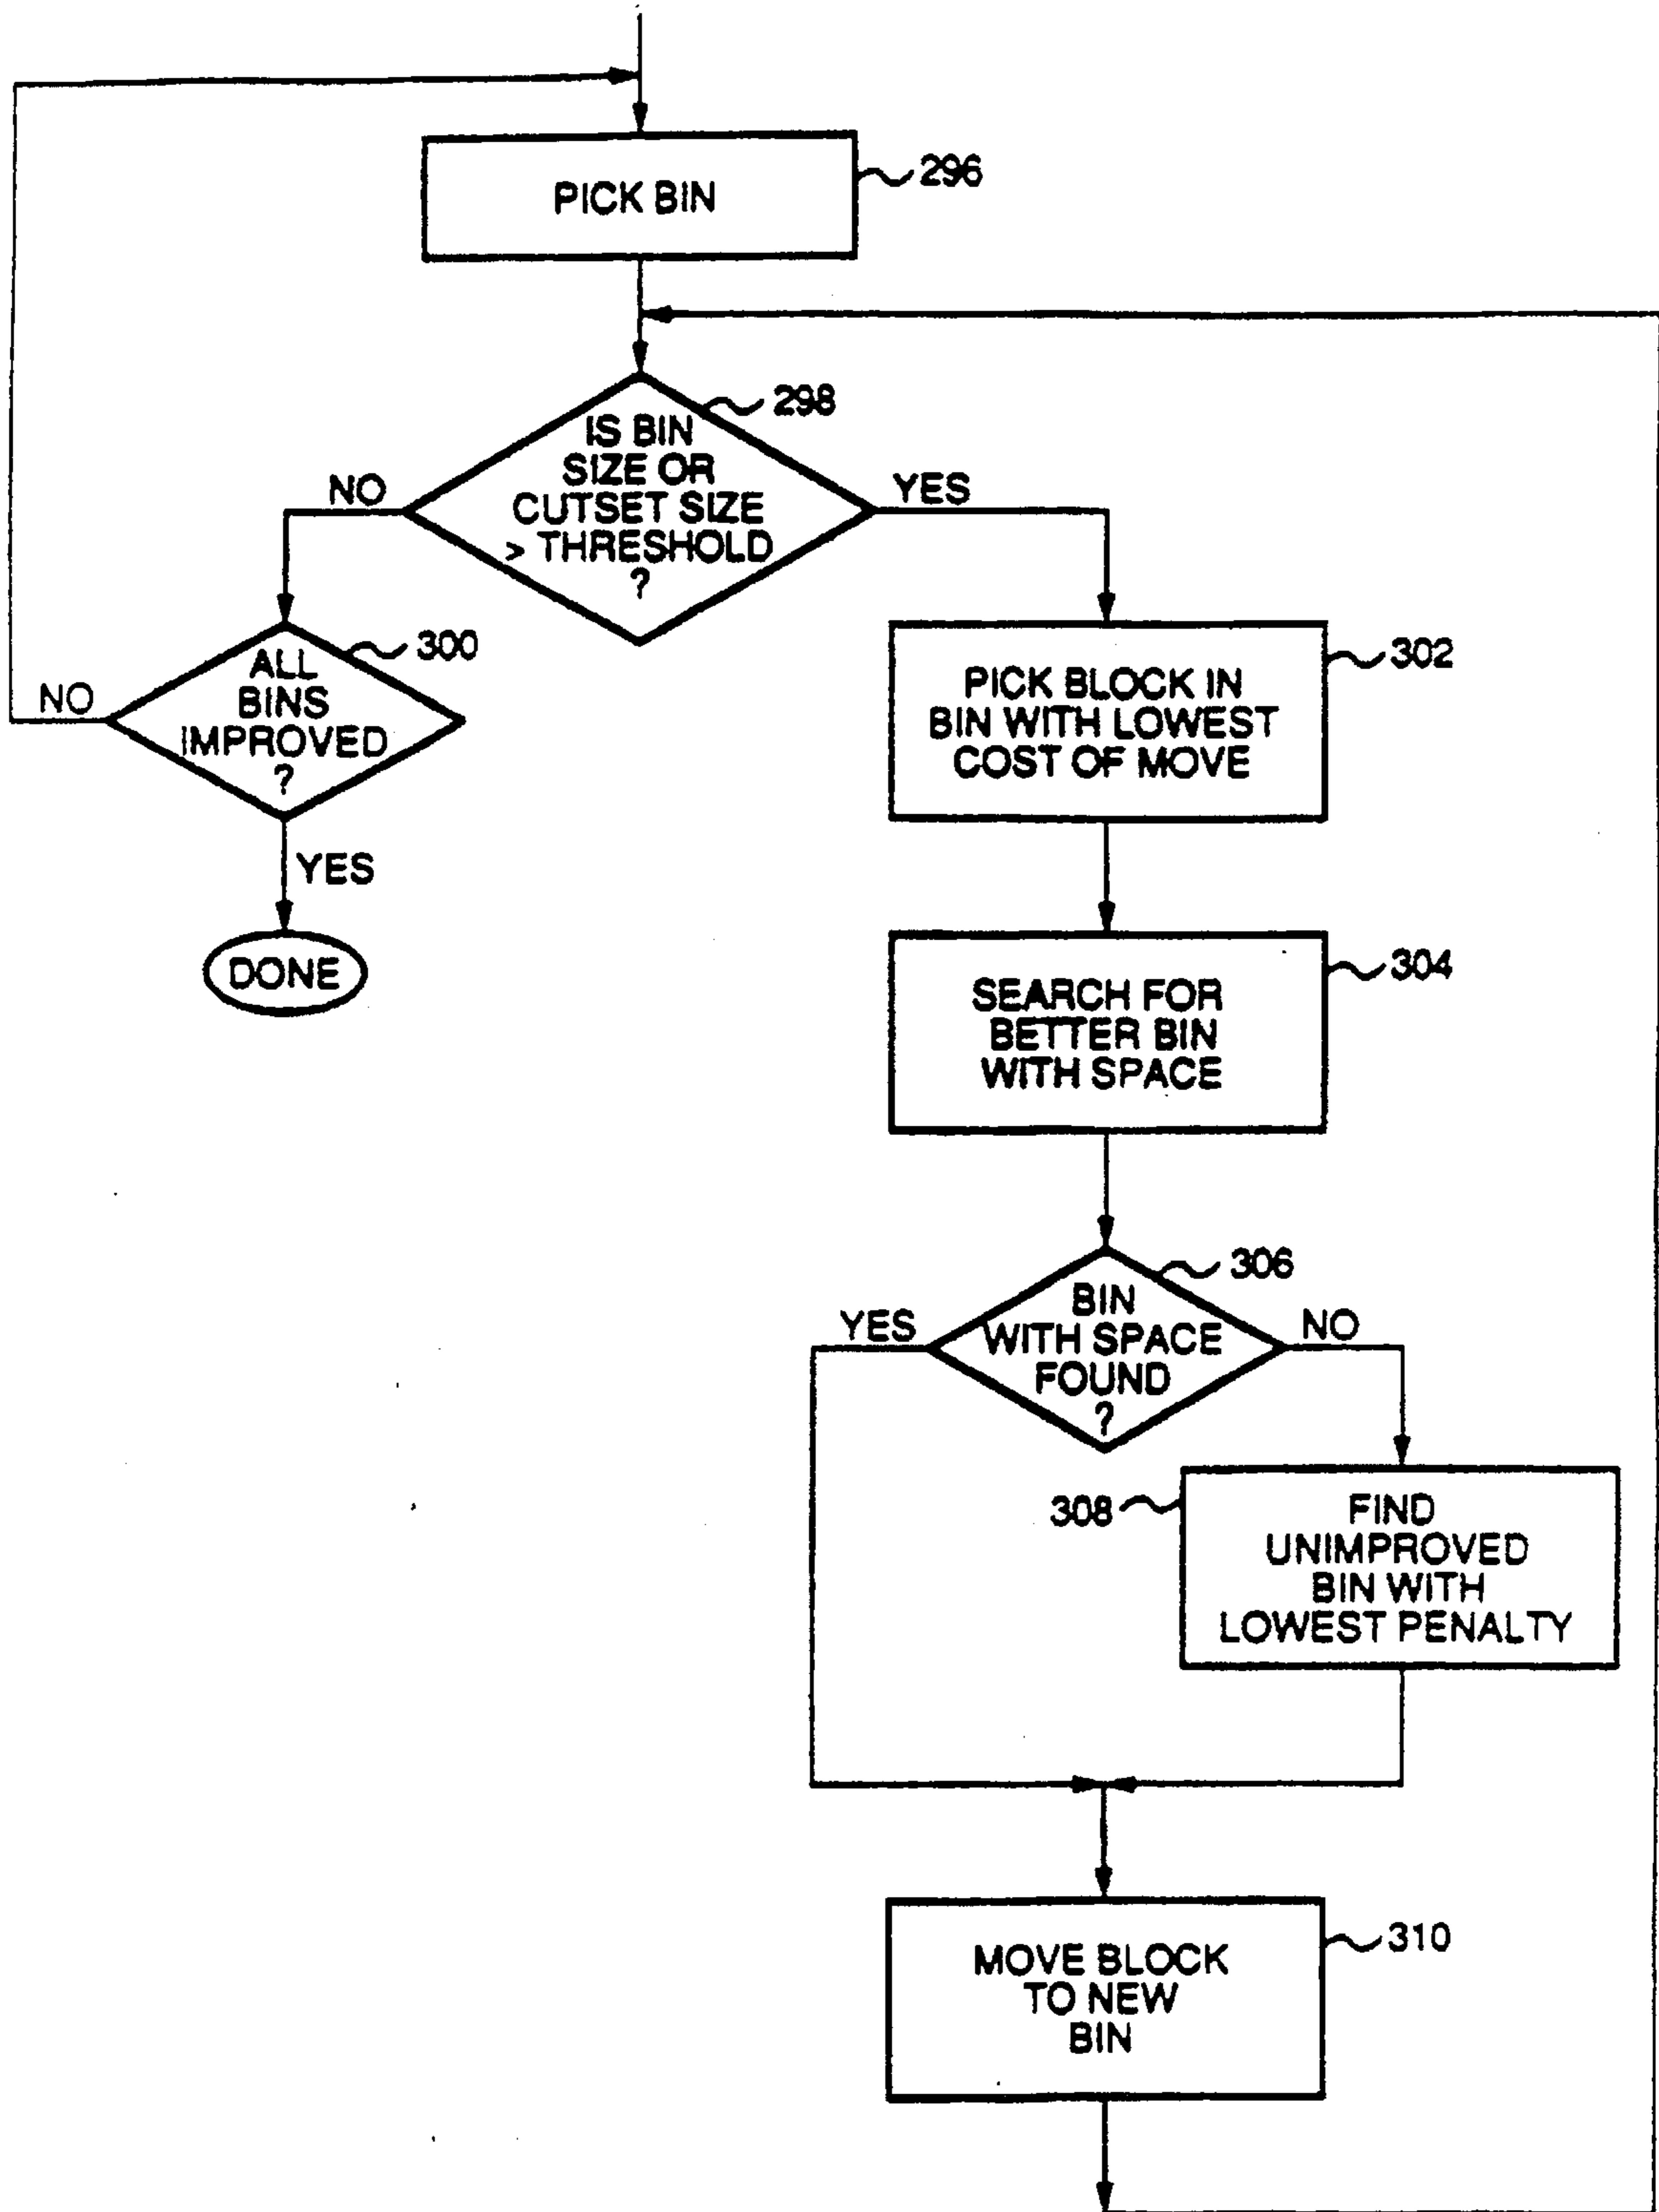 PICK BIN
296
298
IS BIN
SIZE OR
CUTSET SIZE
> THRESHOLD
?
NO
YES
300
ALL
BINS
IMPROVED
?
NO
YES
DONE
302
PICK BLOCK IN
BIN WITH LOWEST
COST OF MOVE
304
SEARCH FOR
BETTER BIN
WITH SPACE
306
BIN
WITH SPACE
FOUND
?
YES
NO
308
FIND
UNIMPROVED
BIN WITH
LOWEST PENALTY
310
MOVE BLOCK
TO NEW
BIN